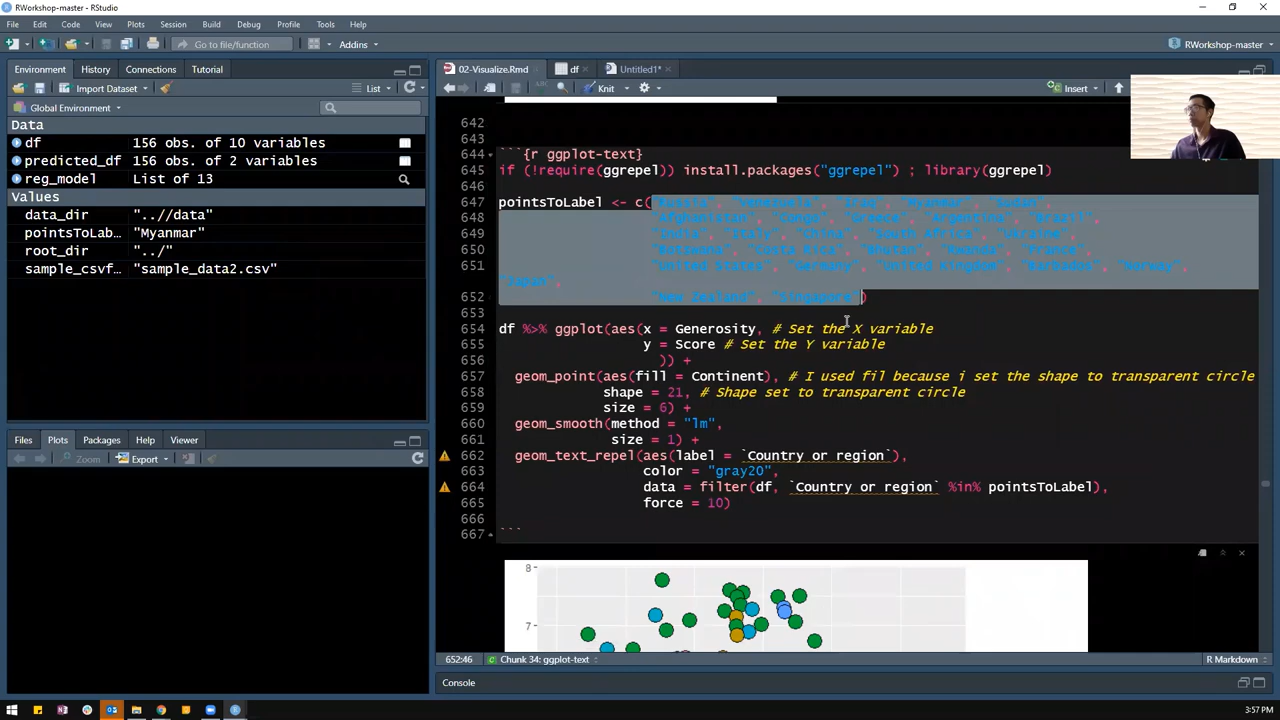 RWorkshop-master - RStudio
File Edit Code View Plots Session Build Debug Profile Tools Help
Go to file/function
Addins
RWorkshop-master
Environment History Connections Tutorial
Import Dataset
List
Global Environment
Data
df 156 obs. of 10 variables
predicted_df 156 obs. of 2 variables
reg_model List of 13
Values
data_dir "..//data"
pointsToLab… "Myanmar"
root_dir "../"
sample_csvf… "sample_data2.csv"
Files Plots Packages Help Viewer
Zoom Export
02-Visualize.Rmd df Untitled1*
Knit
Insert
642
643
644 ```{r ggplot-text}
645 if (!require(ggrepel)) install.packages("ggrepel") ; library(ggrepel)
646
647 pointsToLabel <- c("Russia", "Venezuela", "Iraq", "Myanmar", "Sudan",
648 "Afghanistan", "Congo", "Greece", "Argentina", "Brazil",
649 "India", "Italy", "China", "South Africa", "Ukraine",
650 "Botswana", "Costa Rica", "Bhutan", "Rwanda", "France",
651 "United States", "Germany", "United Kingdom", "Barbados", "Norway",
"Japan",
652 "New Zealand", "Singapore")
653
654 df %>% ggplot(aes(x = Generosity, # Set the X variable
655 y = Score # Set the Y variable
656 )) +
657 geom_point(aes(fill = Continent), # I used fil because i set the shape to transparent circle
658 shape = 21, # Shape set to transparent circle
659 size = 6) +
660 geom_smooth(method = "lm",
661 size = 1) +
662 geom_text_repel(aes(label = `Country or region`),
663 color = "gray20",
664 data = filter(df, `Country or region` %in% pointsToLabel),
665 force = 10)
666
667 ```
8
7
652:46 Chunk 34: ggplot-text R Markdown
Console
3:57 PM